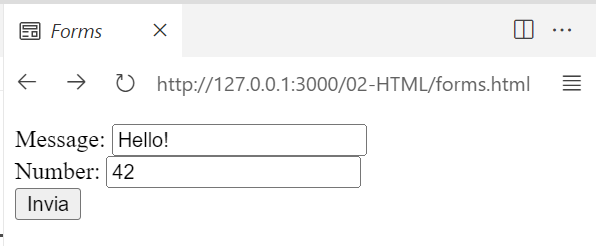 Forms
http://127.0.0.1:3000/02-HTML/forms.html
Message: Hello!
Number: 42
Invia